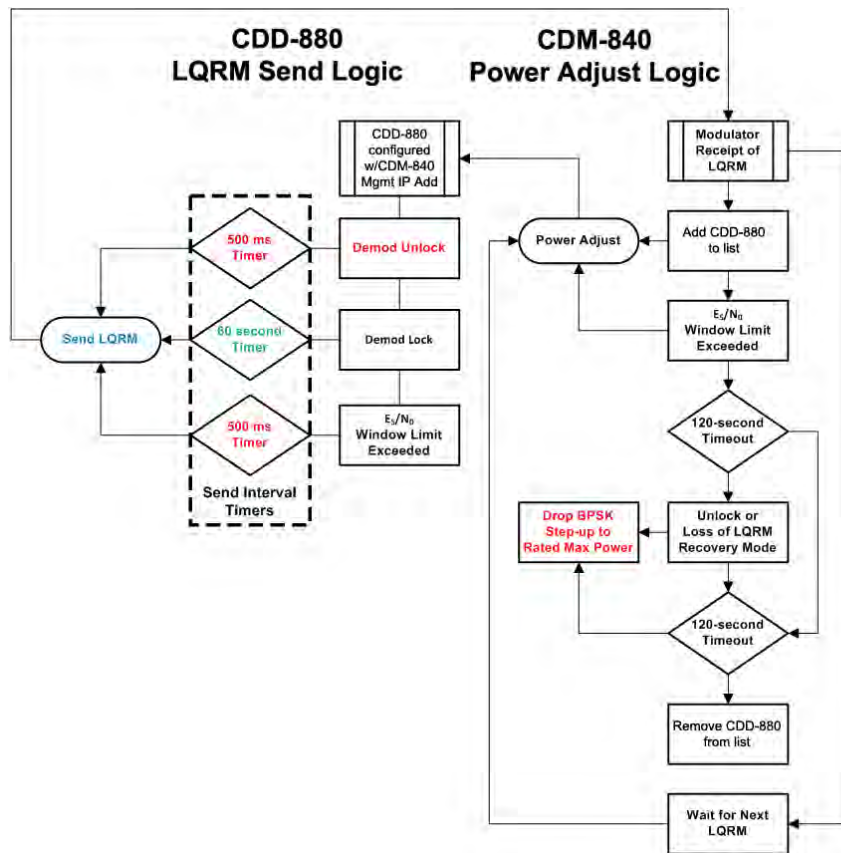 CDD-880
LQRM Send Logic
CDM-840
Power Adjust Logic
CDD-880
configured
w/CDM-840
Mgmt IP Add
500 ms
Timer
Demod Unlock
Send LQRM
60 second
Timer
Demod Lock
500 ms
Timer
ES/N0
Window Limit
Exceeded
Send Interval
Timers
Modulator
Receipt of
LQRM
Power Adjust
Add CDD-880
to list
ES/N0
Window Limit
Exceeded
120-second
Timeout
Drop BPSK
Step-up to
Rated Max Power
Unlock or
Loss of LQRM
Recovery Mode
120-second
Timeout
Remove CDD-880
from list
Wait for Next
LQRM